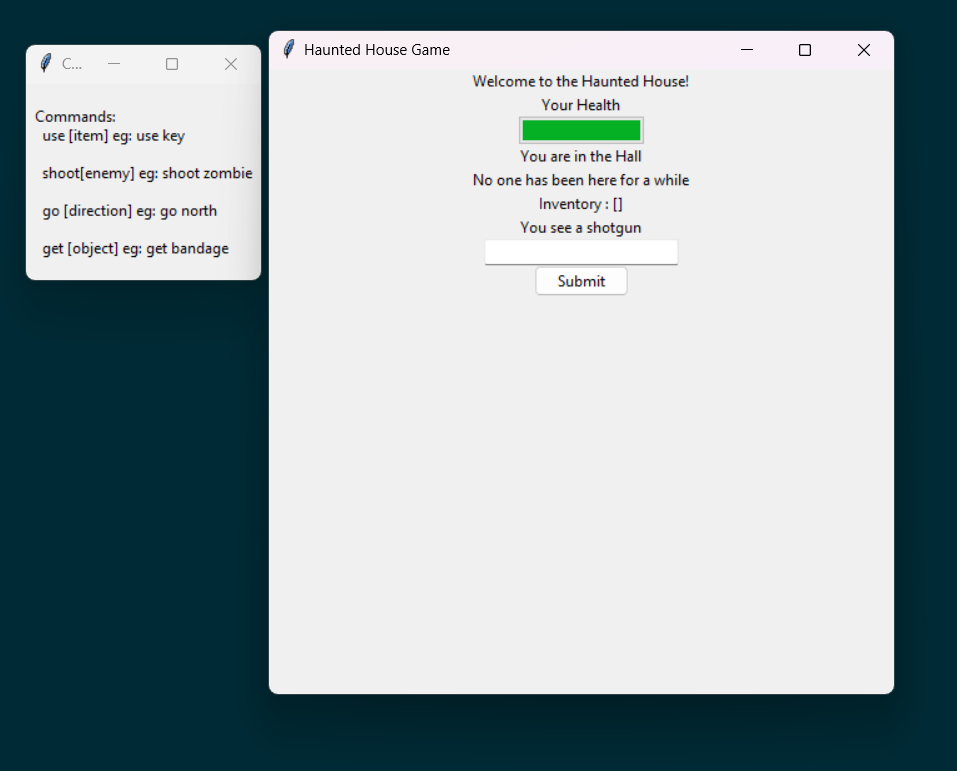 C...
Commands:
use [item] eg: use key
shoot[enemy] eg: shoot zombie
go [direction] eg: go north
get [object] eg: get bandage
Haunted House Game
Welcome to the Haunted House!
Your Health
You are in the Hall
No one has been here for a while
Inventory : []
You see a shotgun
Submit